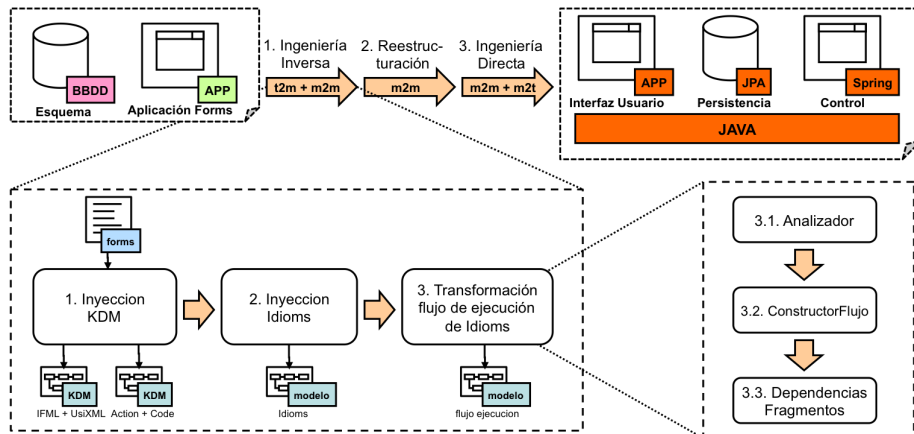 BBDD
Esquema
APP
Aplicación Forms
1. Ingeniería
Inversa
t2m + m2m
2. Reestruc-
turación
m2m
3. Ingeniería
Directa
m2m + m2t
APP
Interfaz Usuario
JPA
Persistencia
Spring
Control
JAVA
forms
1. Inyeccion
KDM
2. Inyeccion
Idioms
3. Transformación
flujo de ejecución
de Idioms
KDM
IFML + UsiXML
KDM
Action + Code
modelo
Idioms
modelo
flujo ejecucion
3.1. Analizador
3.2. ConstructorFlujo
3.3. Dependencias
Fragmentos